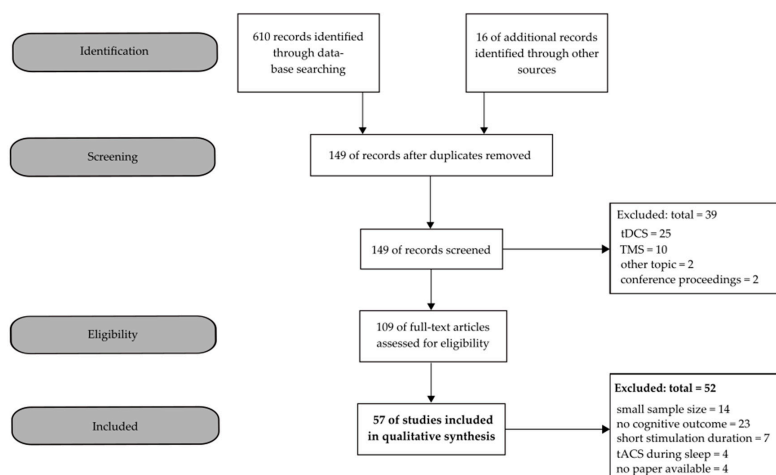 Identification
610 records identified
through data-
base searching
16 of additional records
identified through other
sources
Screening
149 of records after duplicates removed
149 of records screened
Excluded: total = 39
tDCS = 25
TMS = 10
other topic = 2
conference proceedings = 2
Eligibility
109 of full-text articles
assessed for eligibility
Included
57 of studies included
in qualitative synthesis
Excluded: total = 52
small sample size = 14
no cognitive outcome = 23
short stimulation duration = 7
tACS during sleep = 4
no paper available = 4